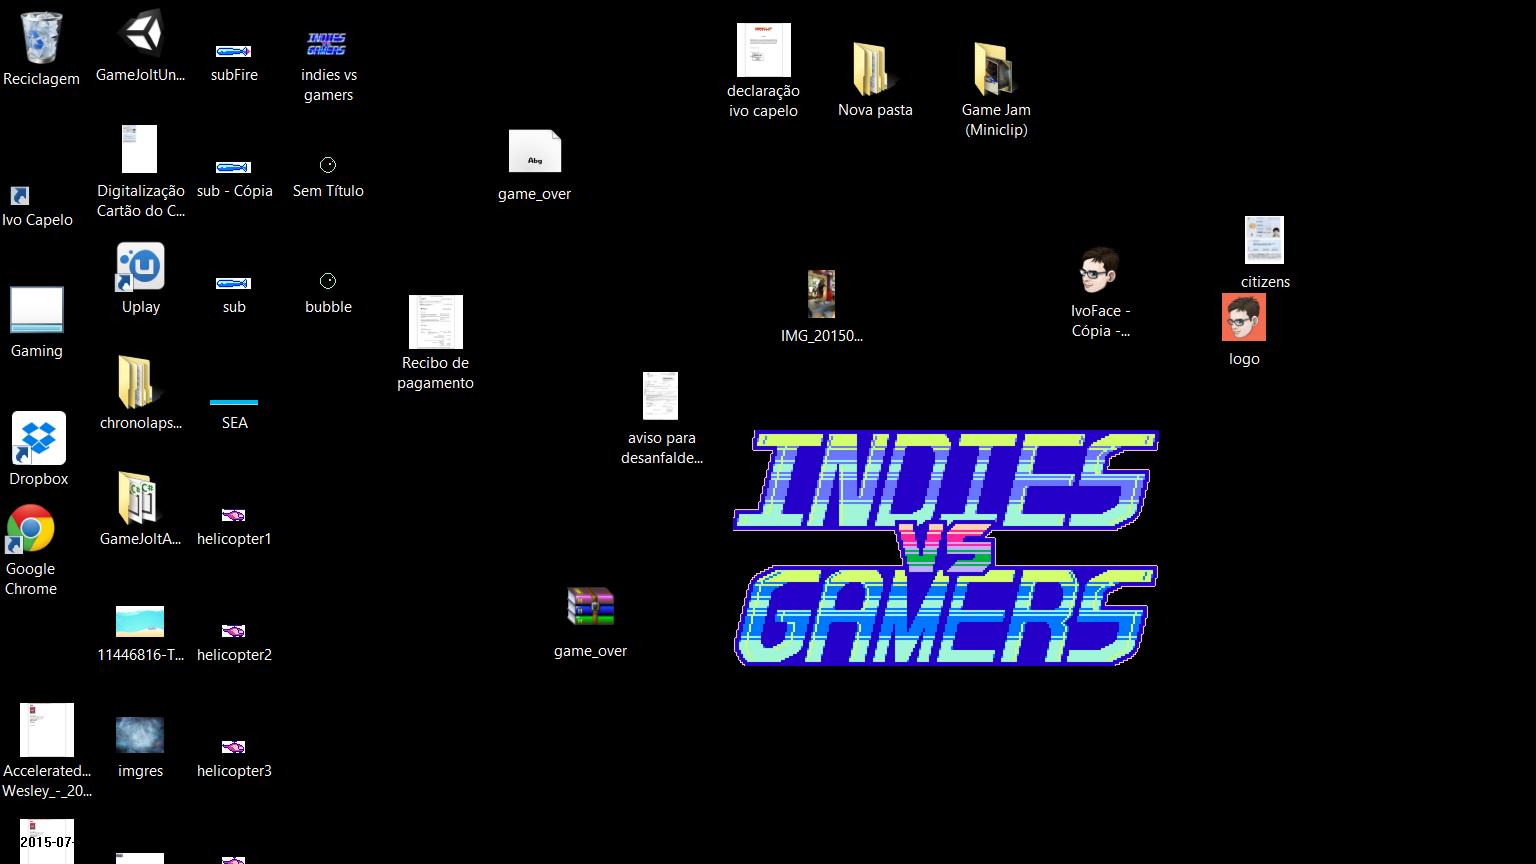 Reciclagem
GameJoltUn...
subFire
indies vs
gamers
declaração
ivo capelo
Nova pasta
Game Jam
(Miniclip)
Abg
game_over
Ivo Capelo
Digitalização
Cartão do C...
sub - Cópia
Sem Título
citizens
Gaming
Uplay
sub
bubble
Recibo de
pagamento
IMG_20150...
IvoFace -
Cópia -...
logo
Dropbox
chronolaps...
SEA
aviso para
desanfalde...
INDIES
VS
GAMERS
Google
Chrome
GameJoltA...
helicopter1
11446816-T...
helicopter2
game_over
Accelerated...
Wesley_-_20...
imgres
helicopter3
2015-07-